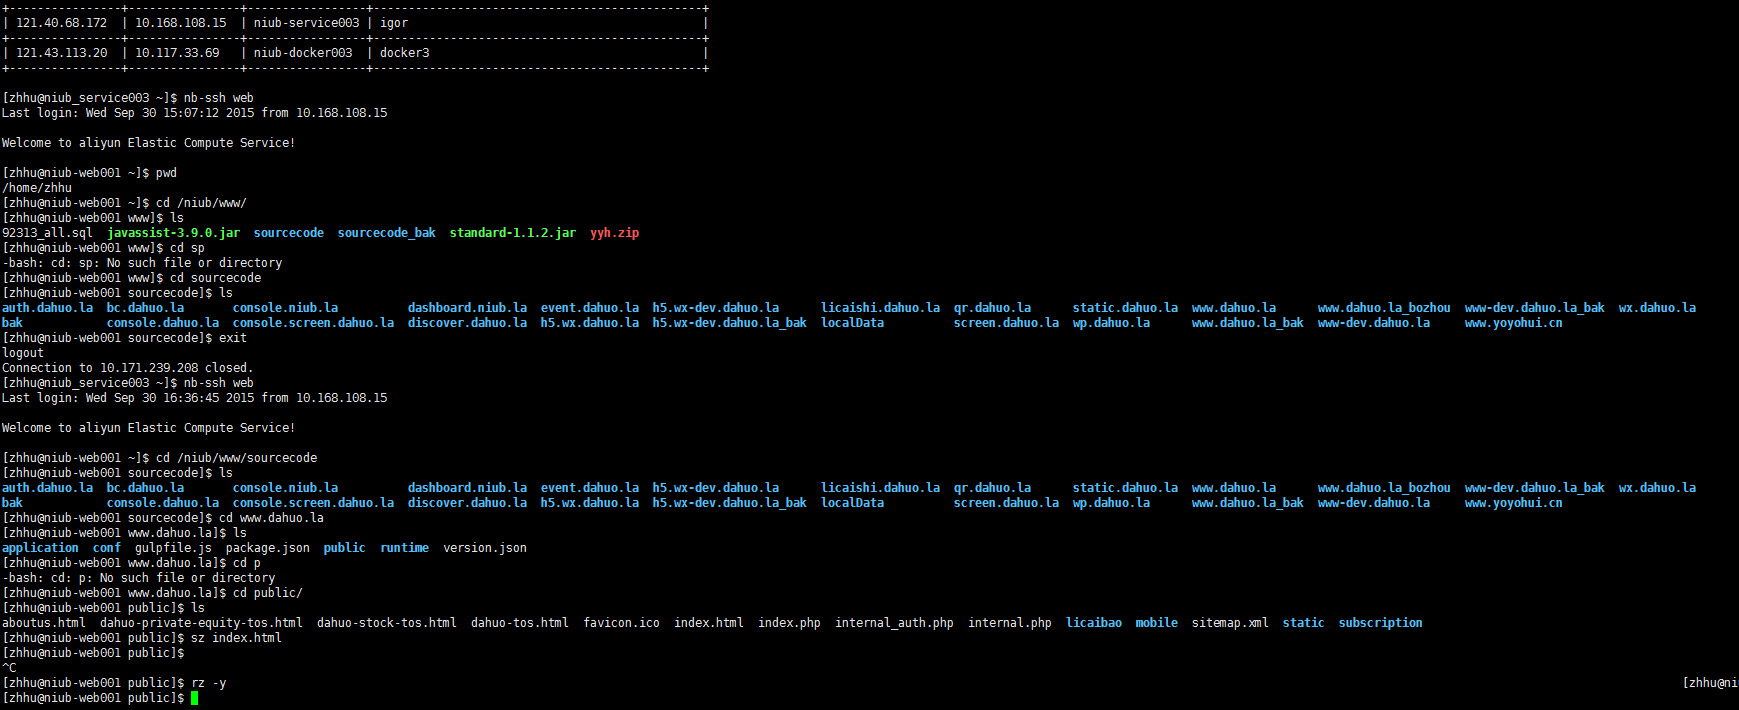 +----------------+---------------+-----------------+-----------------------------------------------+
| 121.40.68.172  | 10.168.108.15  | niub-service003 | igor                                          |
+----------------+---------------+-----------------+-----------------------------------------------+
| 121.43.113.20  | 10.117.33.69   | niub-docker003  | docker3                                       |
+----------------+---------------+-----------------+-----------------------------------------------+
[zhhu@niub_service003 ~]$ nb-ssh web
Last login: Wed Sep 30 15:07:12 2015 from 10.168.108.15
Welcome to aliyun Elastic Compute Service!
[zhhu@niub-web001 ~]$ pwd
/home/zhhu
[zhhu@niub-web001 ~]$ cd /niub/www/
[zhhu@niub-web001 www]$ ls
92313_all.sql  javassist-3.9.0.jar  sourcecode  sourcecode_bak  standard-1.1.2.jar  yyh.zip
[zhhu@niub-web001 www]$ cd sp
-bash: cd: sp: No such file or directory
[zhhu@niub-web001 www]$ cd sourcecode
[zhhu@niub-web001 sourcecode]$ ls
auth.dahuo.la  bc.dahuo.la       console.niub.la          dashboard.niub.la  event.dahuo.la  h5.wx-dev.dahuo.la      licaishi.dahuo.la  qr.dahuo.la      static.dahuo.la  www.dahuo.la      www.dahuo.la_bozhou  www-dev.dahuo.la_bak  wx.dahuo.la
bak            console.dahuo.la  console.screen.dahuo.la  discover.dahuo.la  h5.wx.dahuo.la  h5.wx-dev.dahuo.la_bak  localData          screen.dahuo.la  wp.dahuo.la      www.dahuo.la_bak  www-dev.dahuo.la     www.yoyohui.cn
[zhhu@niub-web001 sourcecode]$ exit
logout
Connection to 10.171.239.208 closed.
[zhhu@niub_service003 ~]$ nb-ssh web
Last login: Wed Sep 30 16:36:45 2015 from 10.168.108.15
Welcome to aliyun Elastic Compute Service!
[zhhu@niub-web001 ~]$ cd /niub/www/sourcecode
[zhhu@niub-web001 sourcecode]$ ls
auth.dahuo.la  bc.dahuo.la       console.niub.la          dashboard.niub.la  event.dahuo.la  h5.wx-dev.dahuo.la      licaishi.dahuo.la  qr.dahuo.la      static.dahuo.la  www.dahuo.la      www.dahuo.la_bozhou  www-dev.dahuo.la_bak  wx.dahuo.la
bak            console.dahuo.la  console.screen.dahuo.la  discover.dahuo.la  h5.wx.dahuo.la  h5.wx-dev.dahuo.la_bak  localData          screen.dahuo.la  wp.dahuo.la      www.dahuo.la_bak  www-dev.dahuo.la     www.yoyohui.cn
[zhhu@niub-web001 sourcecode]$ cd www.dahuo.la
[zhhu@niub-web001 www.dahuo.la]$ ls
application  conf  gulpfile.js  package.json  public  runtime  version.json
[zhhu@niub-web001 www.dahuo.la]$ cd p
-bash: cd: p: No such file or directory
[zhhu@niub-web001 www.dahuo.la]$ cd public/
[zhhu@niub-web001 public]$ ls
aboutus.html  dahuo-private-equity-tos.html  dahuo-stock-tos.html  dahuo-tos.html  favicon.ico  index.html  index.php  internal_auth.php  internal.php  licaibao  mobile  sitemap.xml  static  subscription
[zhhu@niub-web001 public]$ sz index.html
[zhhu@niub-web001 public]$
^C
[zhhu@niub-web001 public]$ rz -y [zhhu@ni
[zhhu@niub-web001 public]$